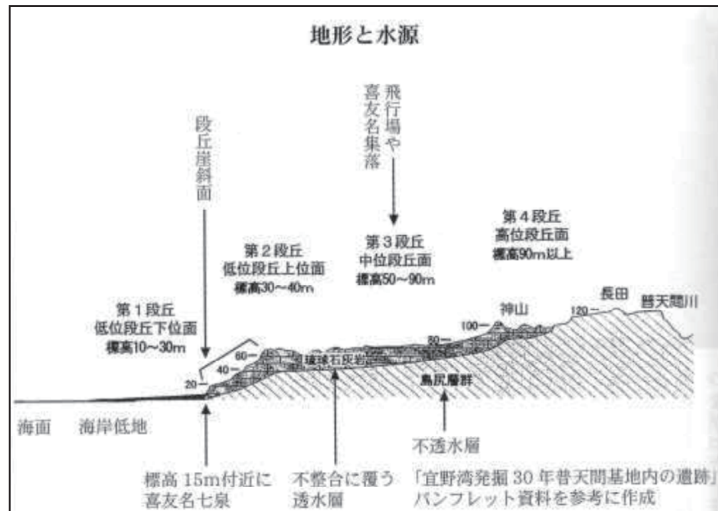 地形と水源
飛行場や
喜友名集落
段丘崖斜面
第4段丘
高位段丘面
標高90m以上
第3段丘
中位段丘面
標高50~90m
第2段丘
低位段丘上位面
標高30~40m
第1段丘
低位段丘下位面
標高10~30m
神山
長田
普天間川
120
100
80
60
40
20
琉球石灰岩
島尻層群
海面
海岸低地
不透水層
標高15m付近に
喜友名七泉
不整合に覆う
透水層
「宜野湾発掘30年普天間基地内の遺跡」
パンフレット資料を参考に作成